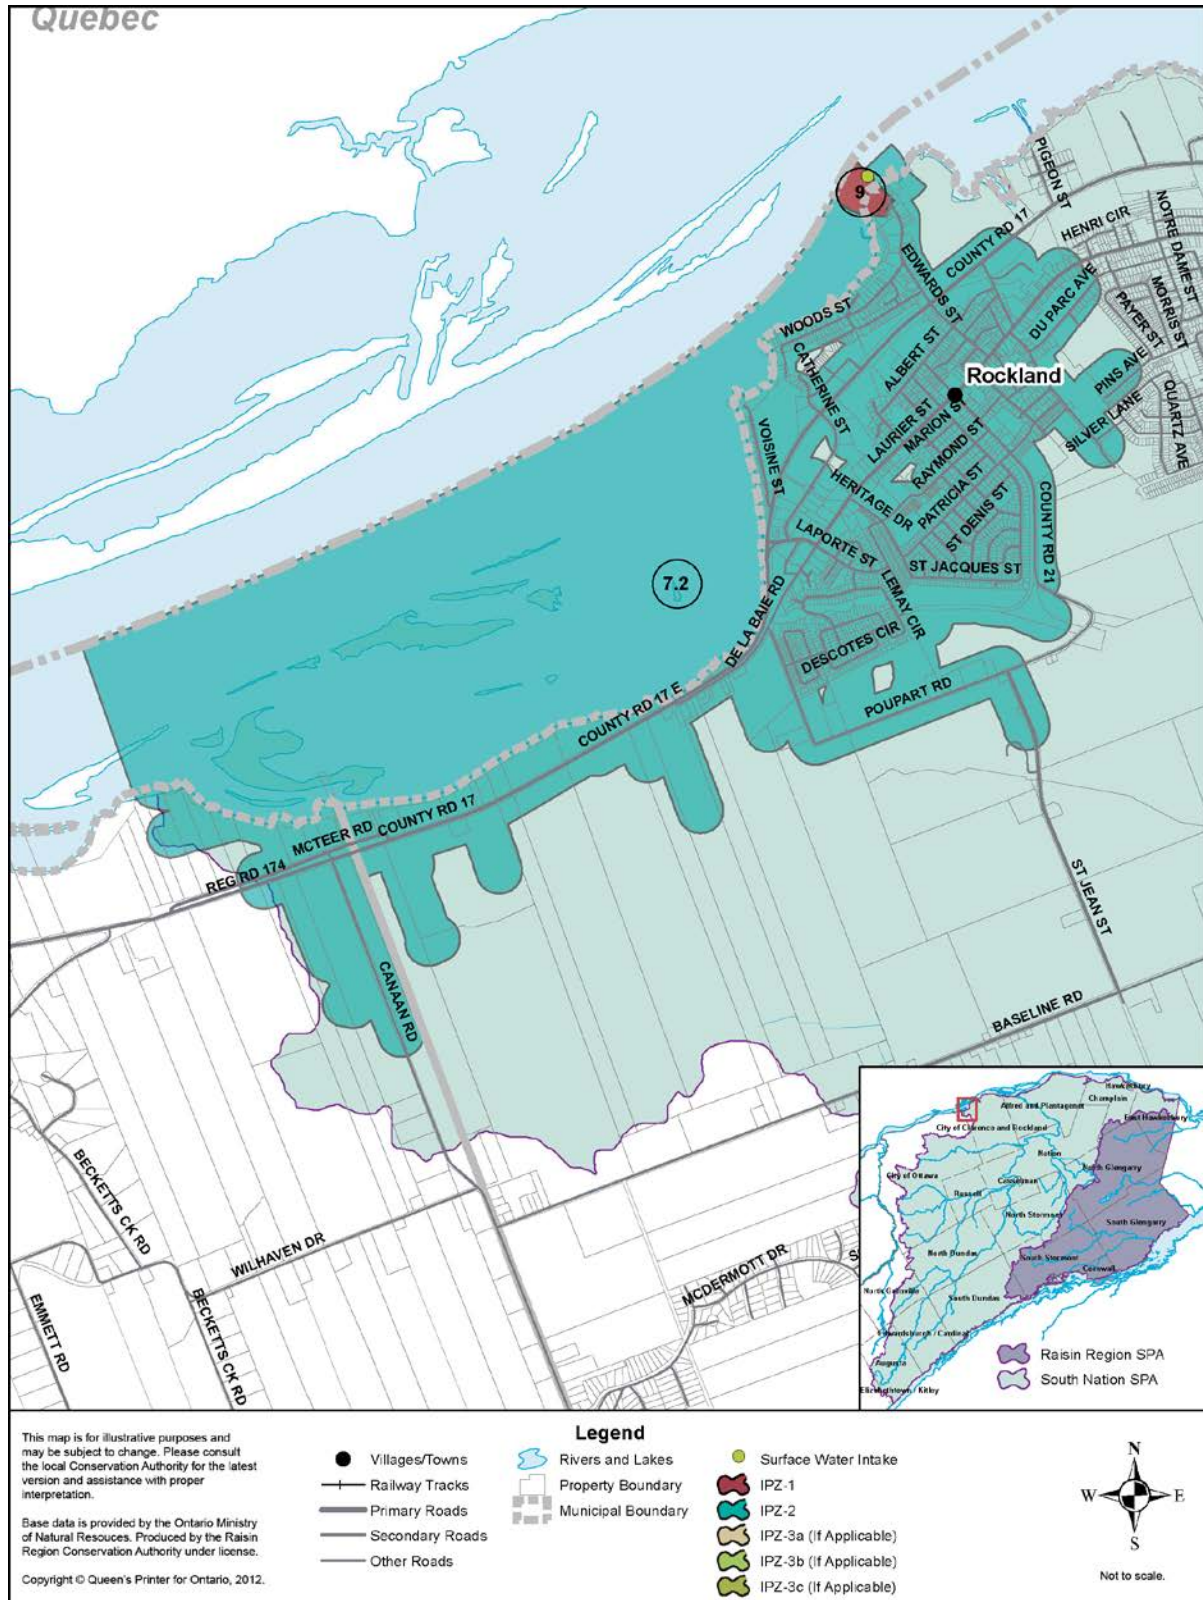 Quebec
9
PIGEON ST
COUNTY RD 17
HENRI CIR
NOTRE DAME ST
EDWARDS ST
DU PARC AVE
MORRIS ST
PAYER ST
WOODS ST
CATHERINE ST
ALBERT ST
Rockland
PINS AVE
LAURIER ST
MARION ST
SILVER LANE
QUARTZ AVE
VOISINE ST
RAYMOND ST
HERITAGE DR
PATRICIA ST
ST DENIS ST
COUNTY RD 21
LAPORTE ST
ST JACQUES ST
7.2
LEMAY CIR
DE LA BAIE RD
DESCOTES CIR
POUPART RD
COUNTY RD 17 E
COUNTY RD 17
MCTEER RD
REG RD 174
ST JEAN ST
CANAAN RD
BASELINE RD
BECKETTS CK RD
WILHAVEN DR
MCDERMOTT DR
S
EMMETT RD
BECKETTS CK RD
Hawkesbury
Champlain
Alfred and Plantagenet
East Hawkesbury
City of Clarence and Rockland
Nation
North Glengarry
City of Ottawa
Casselman
Russell
North Stormont
South Glengarry
North Dundas
South Stormont
Cornwall
North Grenville
South Dundas
Edwardsburgh / Cardinal
Augusta
Elizabethtown / Kitley
Raisin Region SPA
South Nation SPA
This map is for illustrative purposes and
may be subject to change. Please consult
the local Conservation Authority for the latest
version and assistance with proper
interpretation.
Base data is provided by the Ontario Ministry
of Natural Resouces. Produced by the Raisin
Region Conservation Authority under license.
Copyright © Queen's Printer for Ontario, 2012.
Legend
Villages/Towns
Railway Tracks
Primary Roads
Secondary Roads
Other Roads
Rivers and Lakes
Property Boundary
Municipal Boundary
Surface Water Intake
IPZ-1
IPZ-2
IPZ-3a (If Applicable)
IPZ-3b (If Applicable)
IPZ-3c (If Applicable)
N
W E
S
Not to scale.